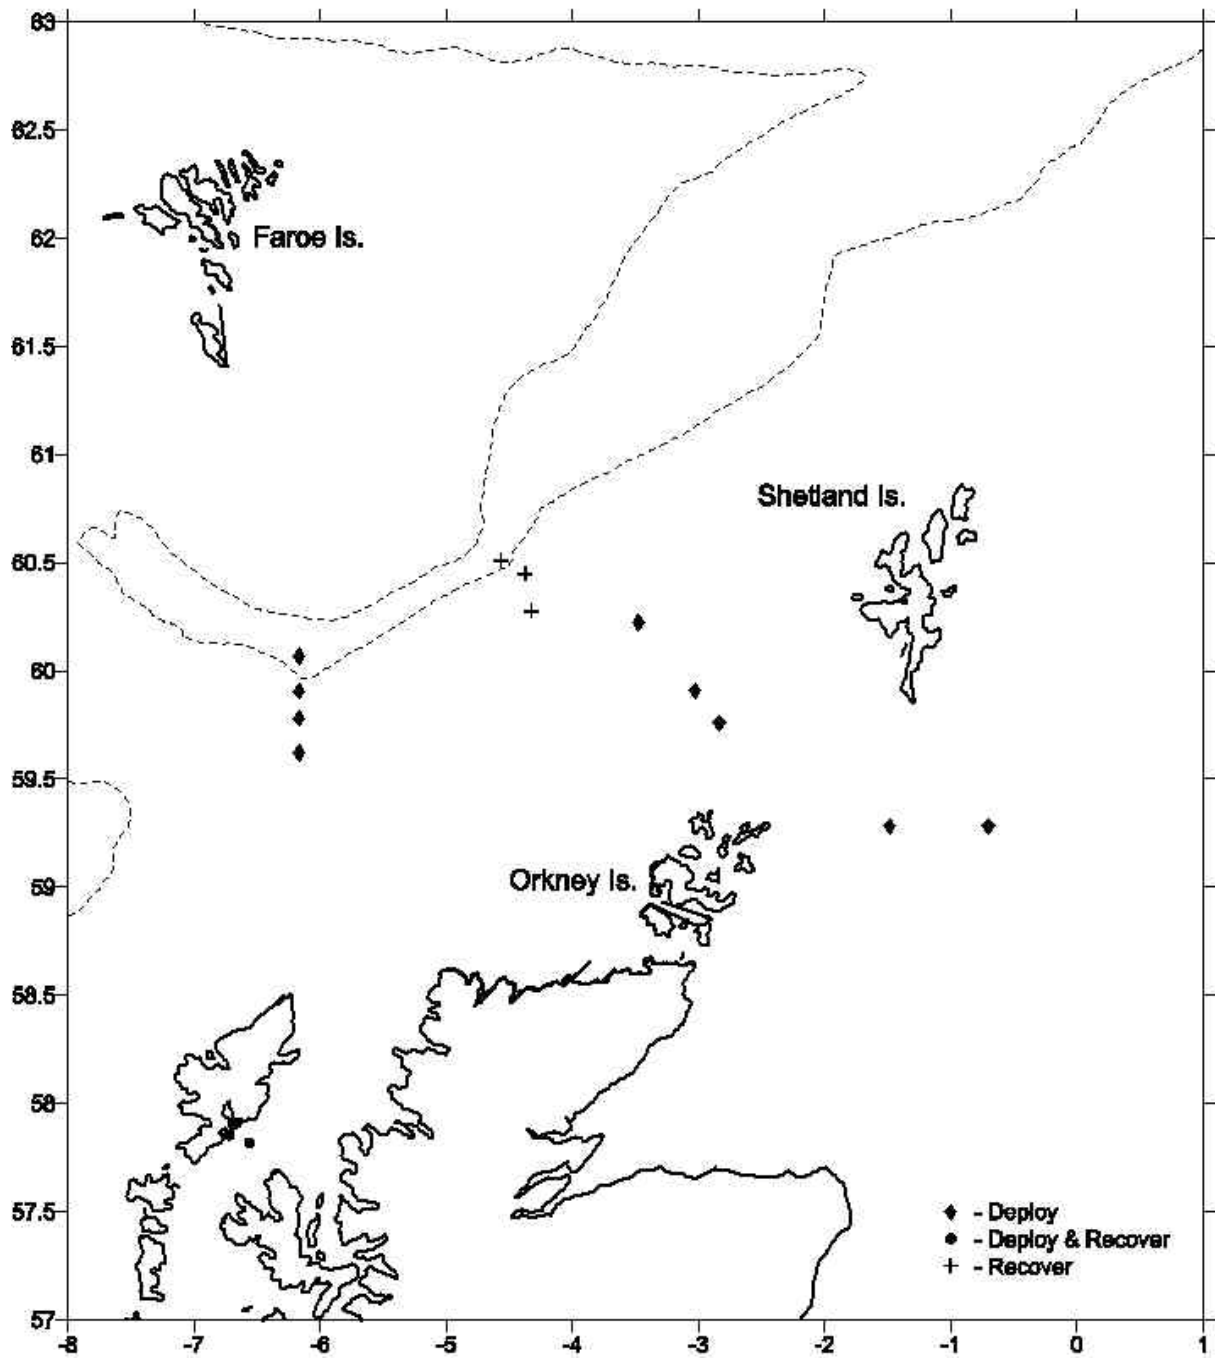 63
62.5
Faroe Is.
62
61.5
61
Shetland Is.
60.5
60
59.5
Orkney Is.
59
58.5
58
57.5
- Deploy
- Deploy & Recover
- Recover
57
-8 -7 -6 -5 -4 -3 -2 -1 0 1